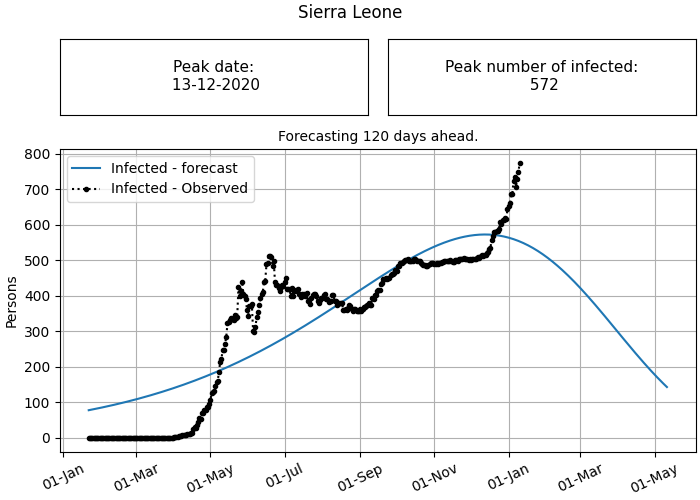 Sierra Leone
Peak date:
13-12-2020
Peak number of infected:
572
Forecasting 120 days ahead.
800
700
600
500
400
300
200
100
0
Persons
Infected - forecast
Infected - Observed
01-Jan
01-Mar
01-May
01-Jul
01-Sep
01-Nov
01-Jan
01-Mar
01-May